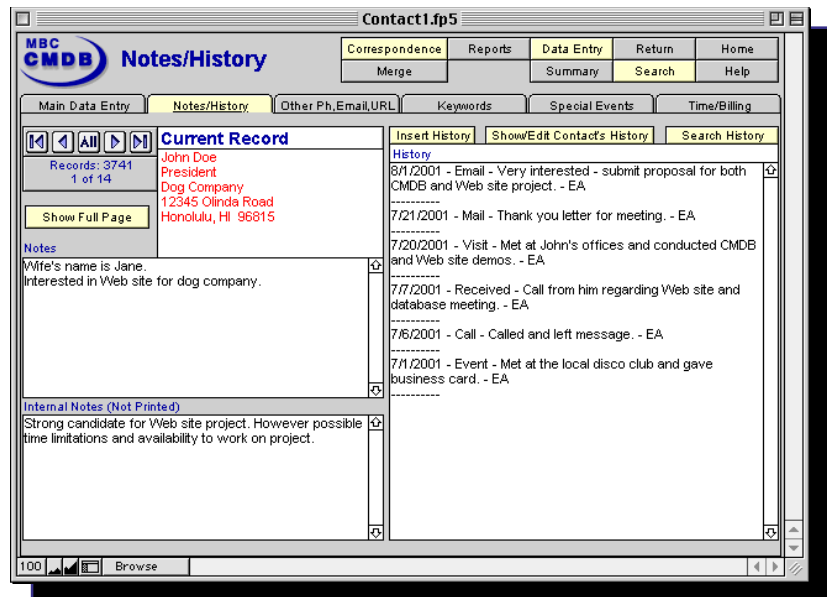 Contact1.fp5
MBC
CMDB
Notes/History
Correspondence Reports Data Entry Return Home
Merge Summary Search Help
Main Data Entry Notes/History Other Ph,Email,URL Keywords Special Events Time/Billing
All
Records: 3741
1 of 14
Show Full Page
Current Record
John Doe
President
Dog Company
12345 Olinda Road
Honolulu, HI 96815
Notes
Wife's name is Jane.
Interested in Web site for dog company.
Internal Notes (Not Printed)
Strong candidate for Web site project. However possible
time limitations and availability to work on project.
Insert History Show/Edit Contact's History Search History
History
8/1/2001 - Email - Very interested - submit proposal for both
CMDB and Web site project. - EA
----------
7/21/2001 - Mail - Thank you letter for meeting. - EA
----------
7/20/2001 - Visit - Met at John's offices and conducted CMDB
and Web site demos. - EA
----------
7/7/2001 - Received - Call from him regarding Web site and
database meeting. - EA
----------
7/6/2001 - Call - Called and left message. - EA
----------
7/1/2001 - Event - Met at the local disco club and gave
business card. - EA
----------
100 Browse